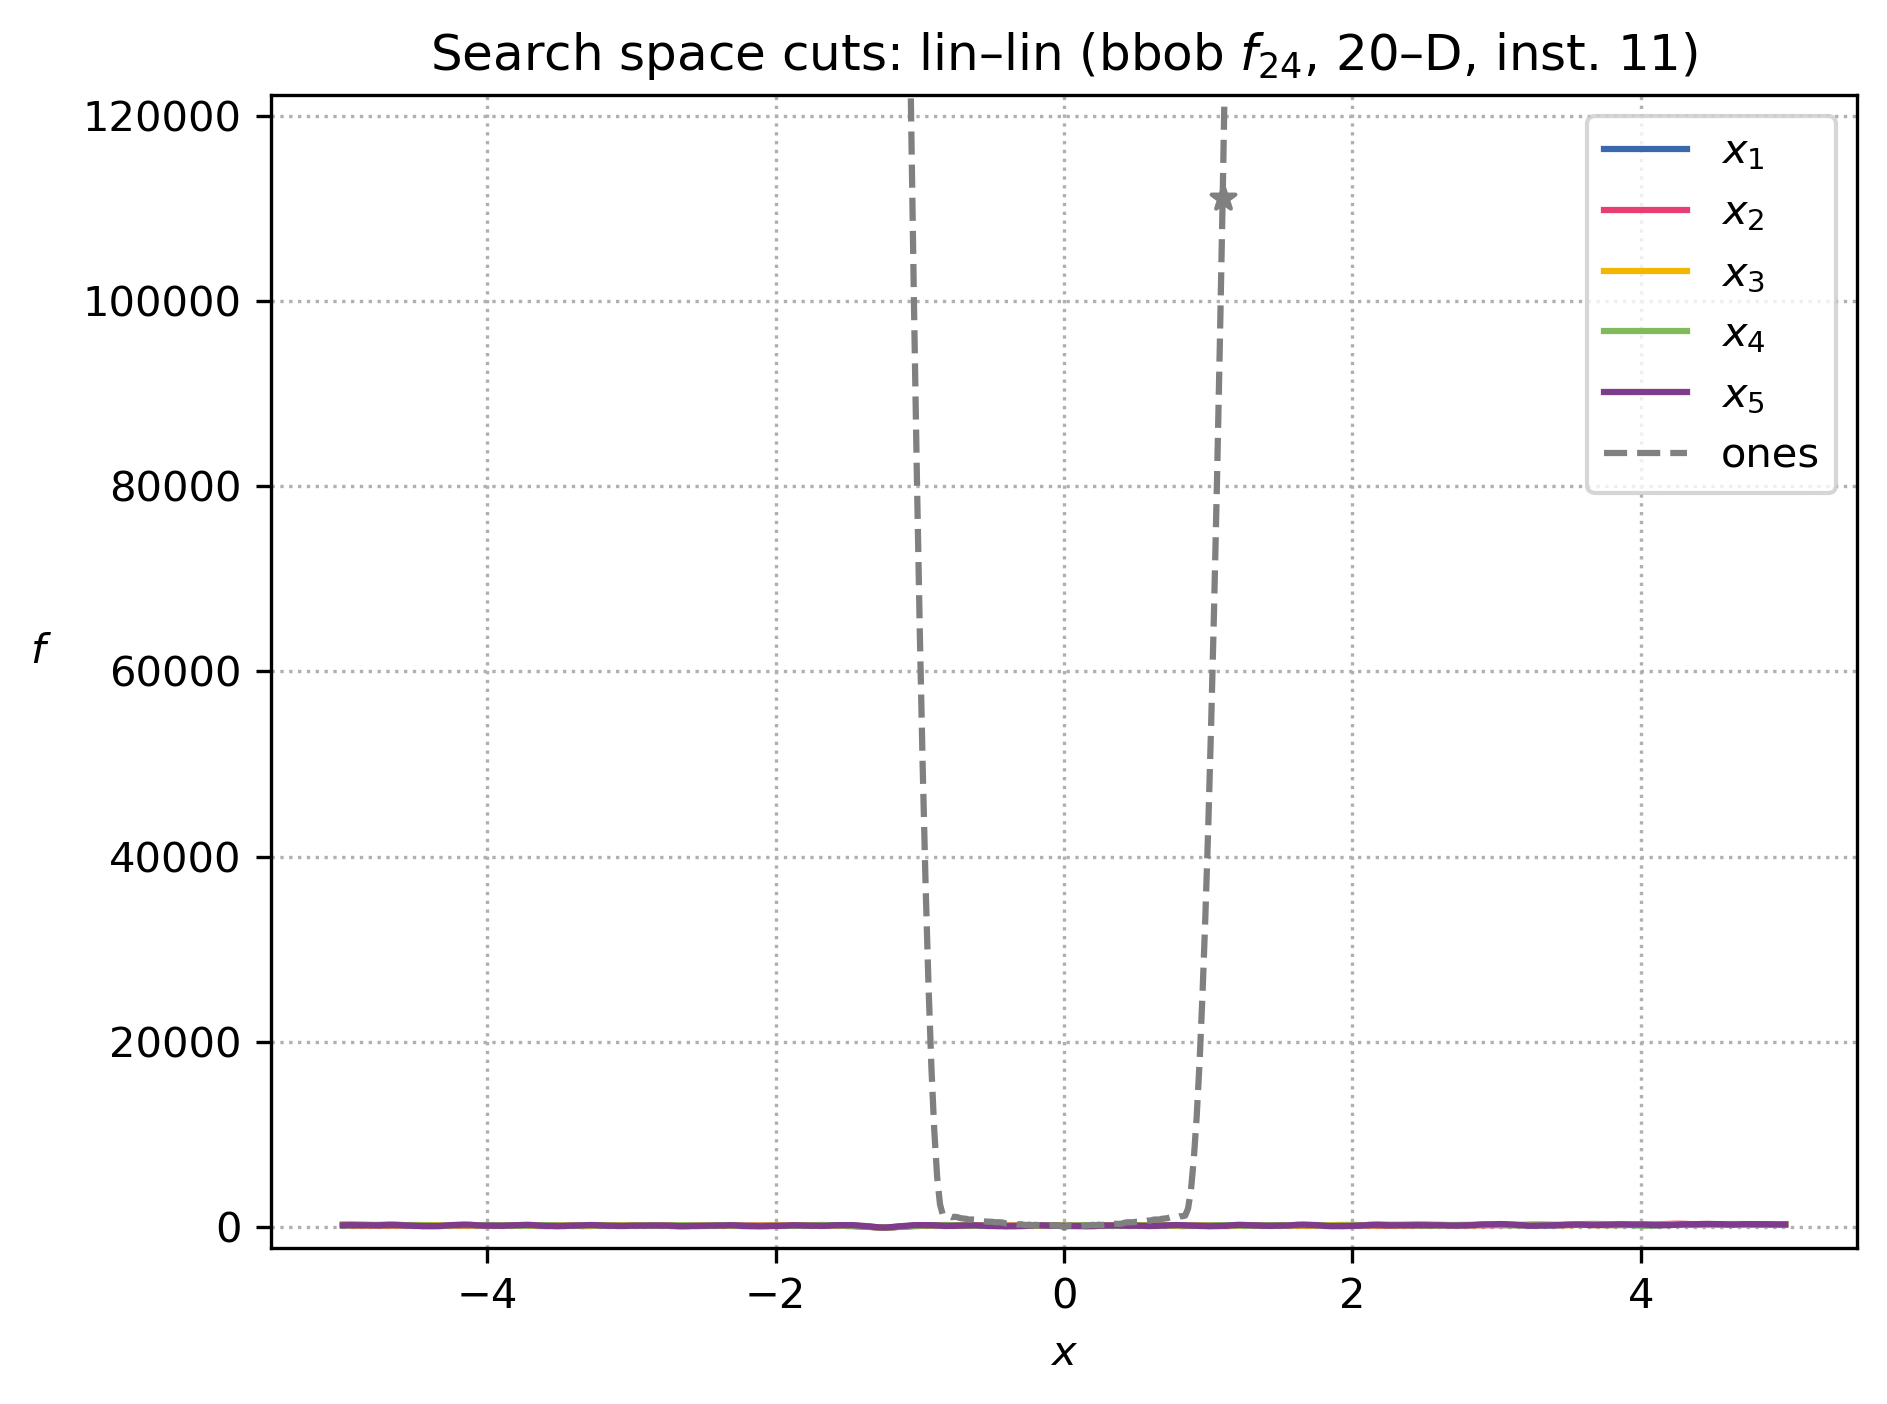 Search space cuts: lin–lin (bbob f₂₄, 20–D, inst. 11)
120000
100000
80000
60000
40000
20000
0
f
−4
−2
0
2
4
x
x₁
x₂
x₃
x₄
x₅
ones